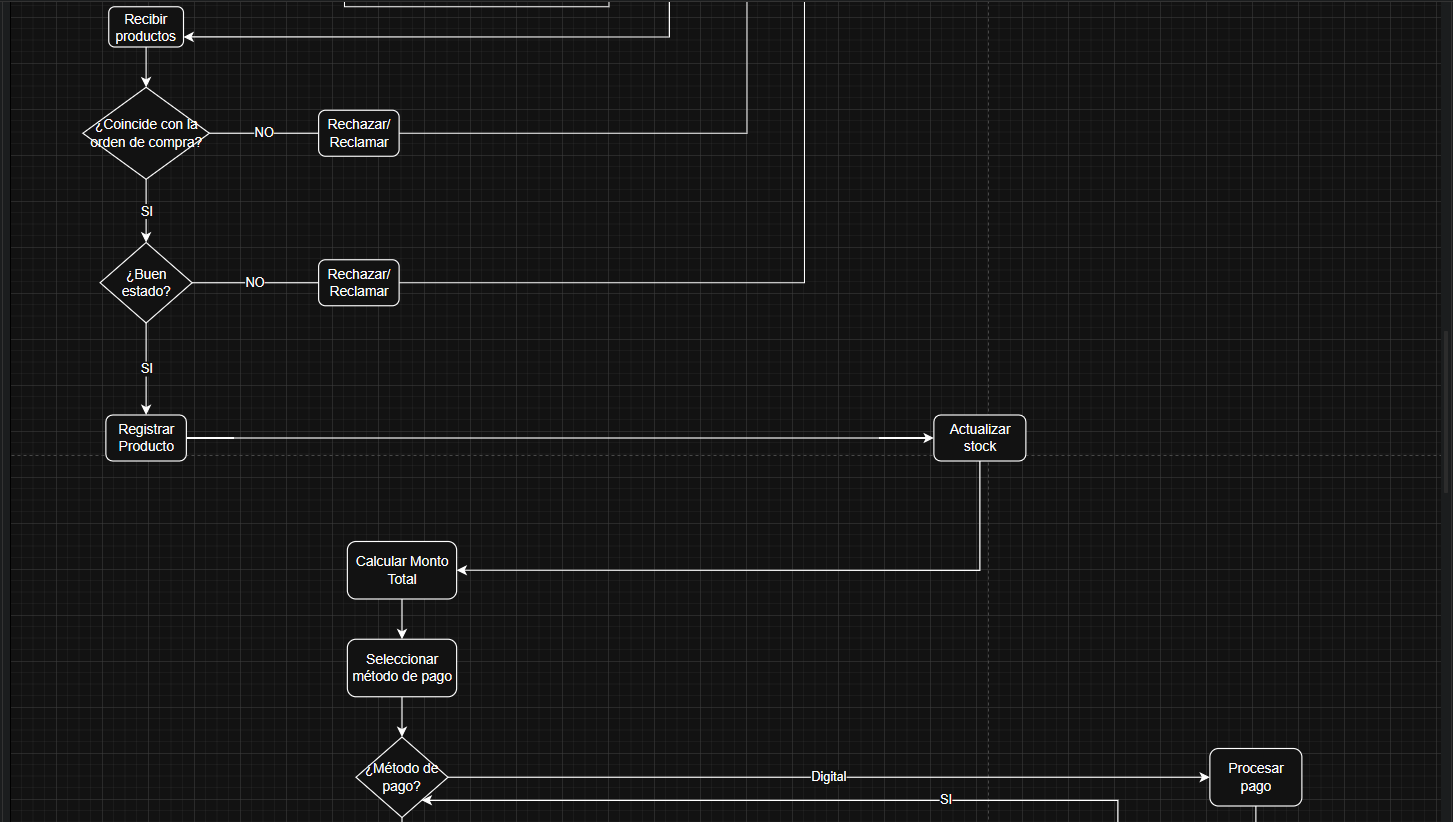 Recibir
productos
¿Coincide con la
orden de compra?
NO
Rechazar/
Reclamar
SI
¿Buen
estado?
NO
Rechazar/
Reclamar
SI
Registrar
Producto
Actualizar
stock
Calcular Monto
Total
Seleccionar
método de pago
¿Método de
pago?
Digital
Procesar
pago
SI